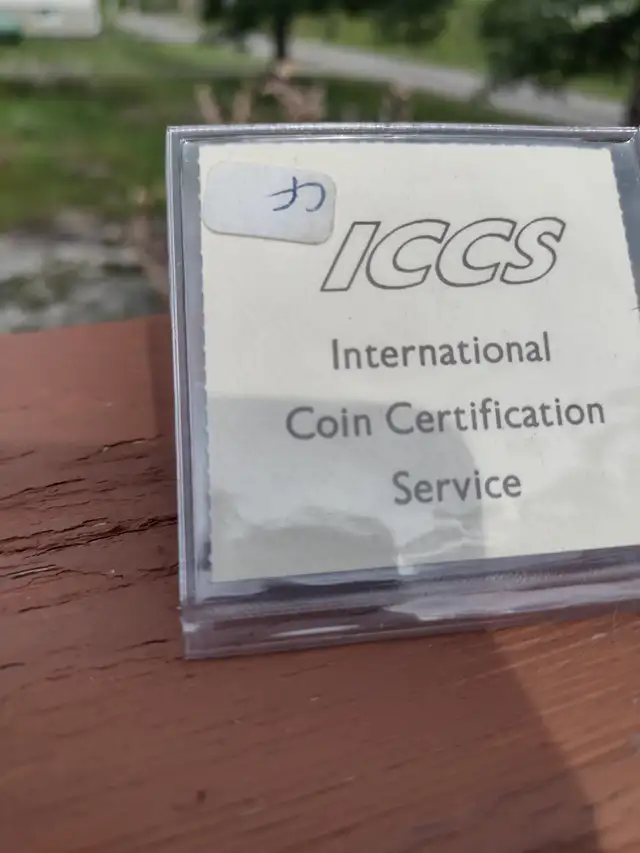 ICCS
International
Coin Certification
Service